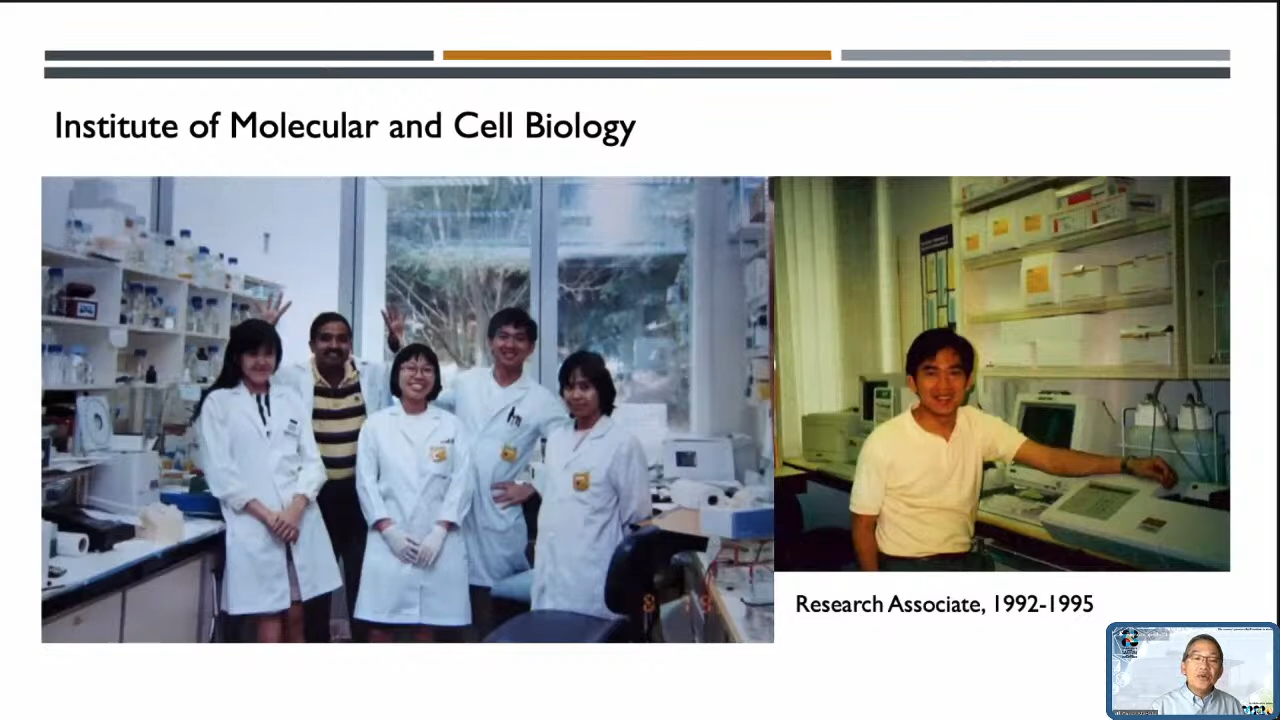 Institute of Molecular and Cell Biology
Research Associate, 1992-1995